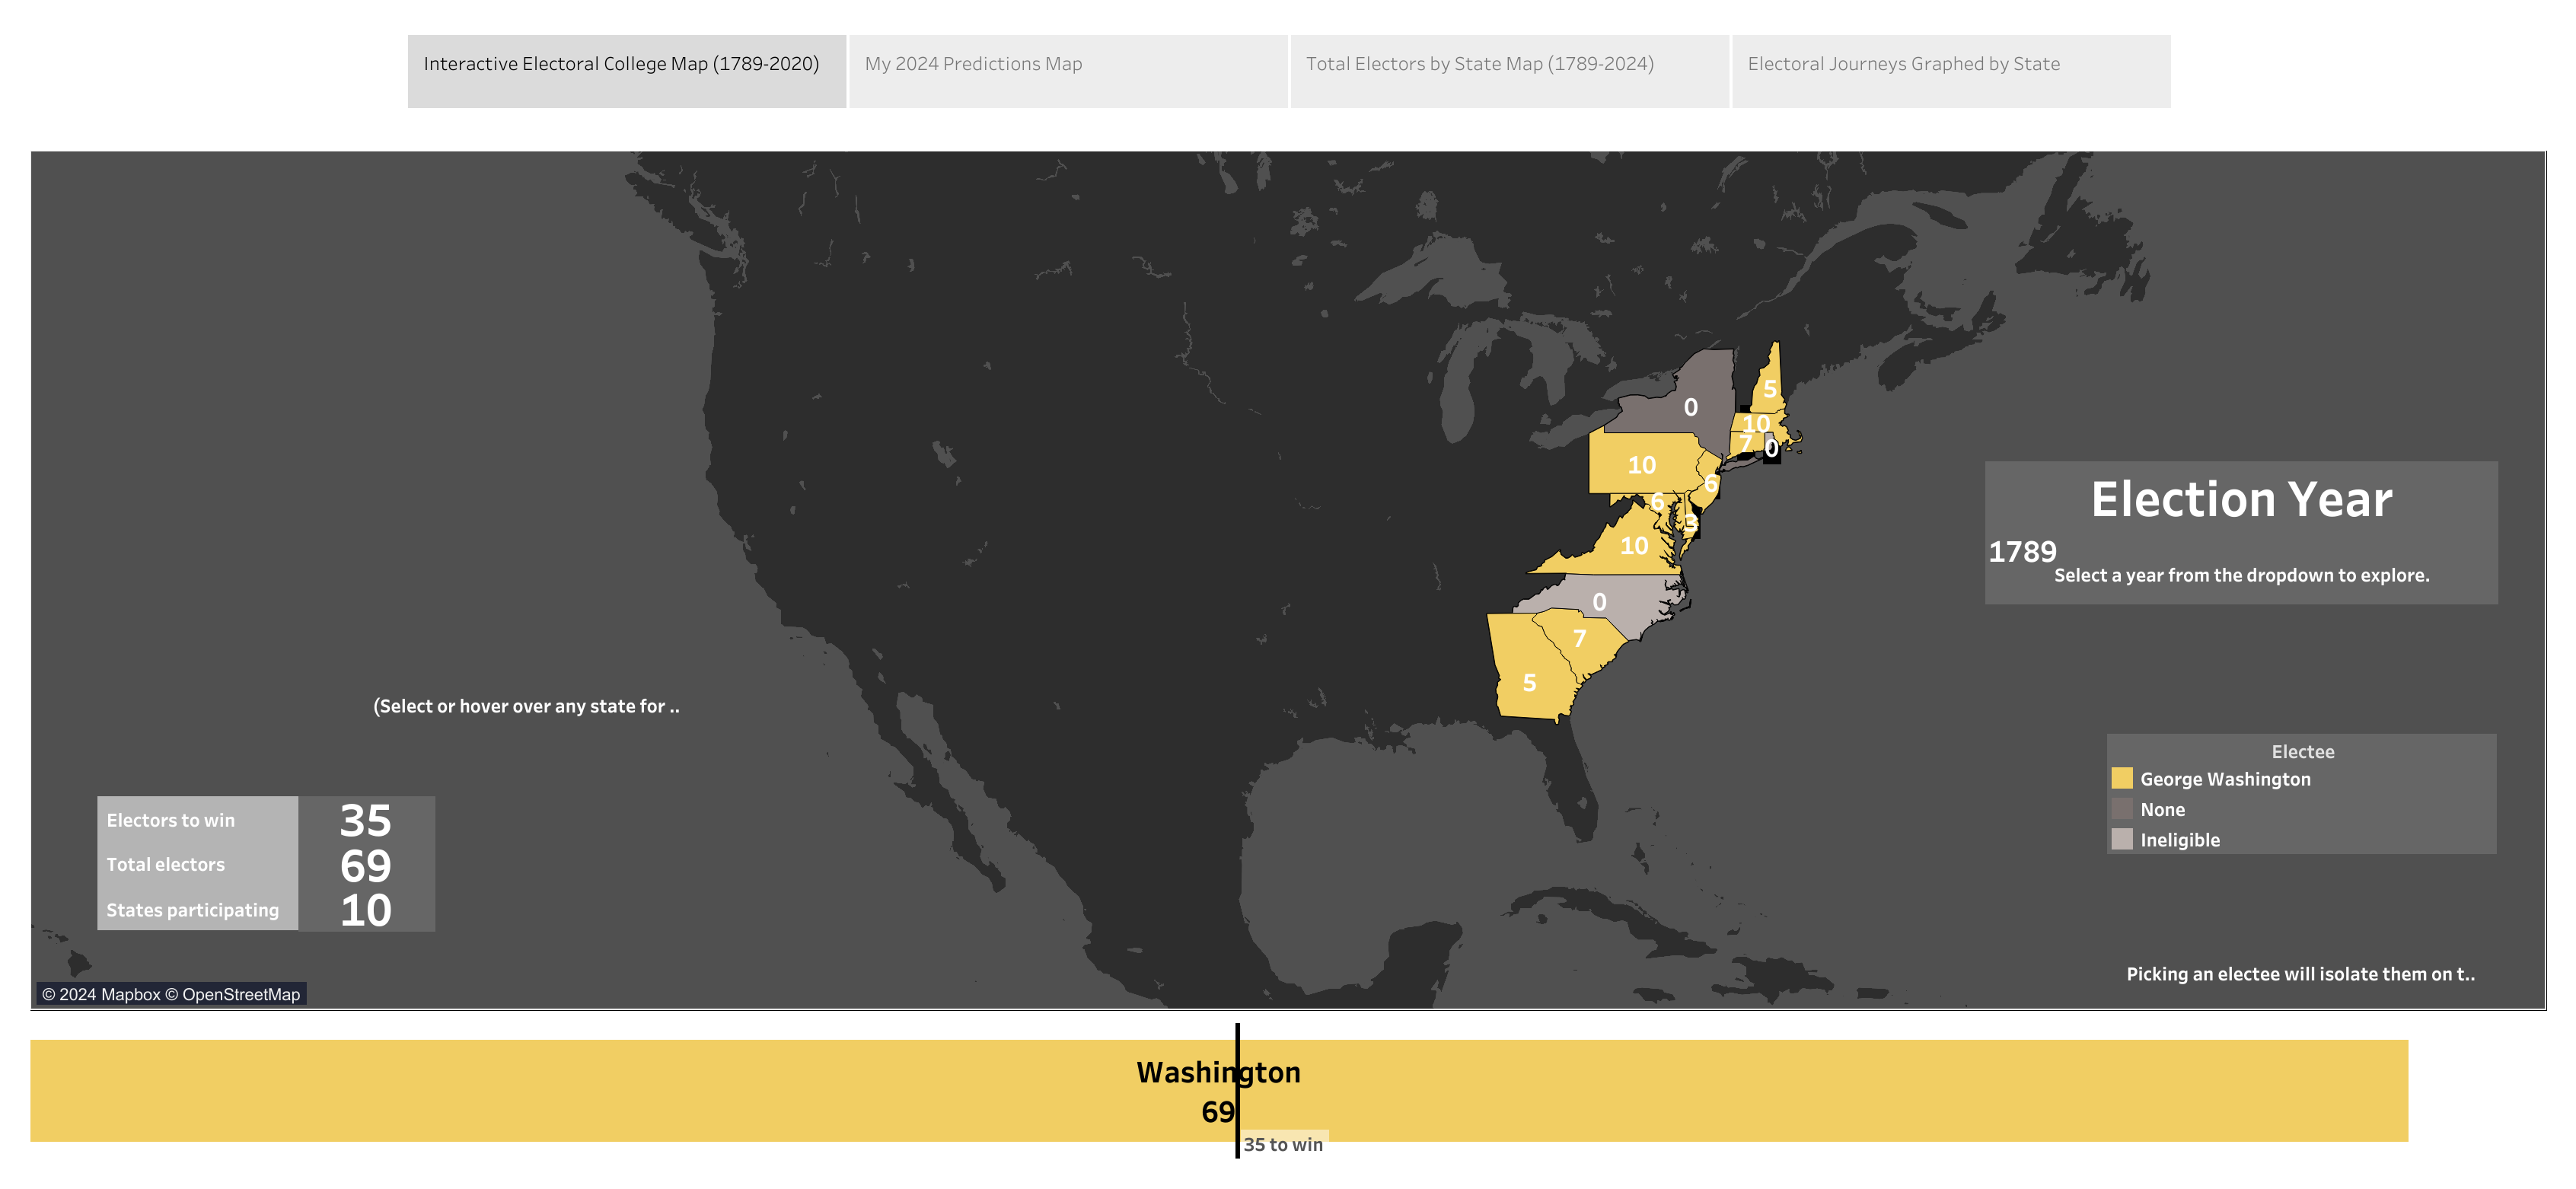 Interactive Electoral College Map (1789-2020)
My 2024 Predictions Map
Total Electors by State Map (1789-2024)
Electoral Journeys Graphed by State
5
0
10
7
0
10
6
6
3
10
0
7
5
Election Year
1789
Select a year from the dropdown to explore.
(Select or hover over any state for ..
Electee
George Washington
None
Ineligible
Electors to win 35
Total electors 69
States participating 10
Picking an electee will isolate them on t..
© 2024 Mapbox © OpenStreetMap
Washington
69
35 to win